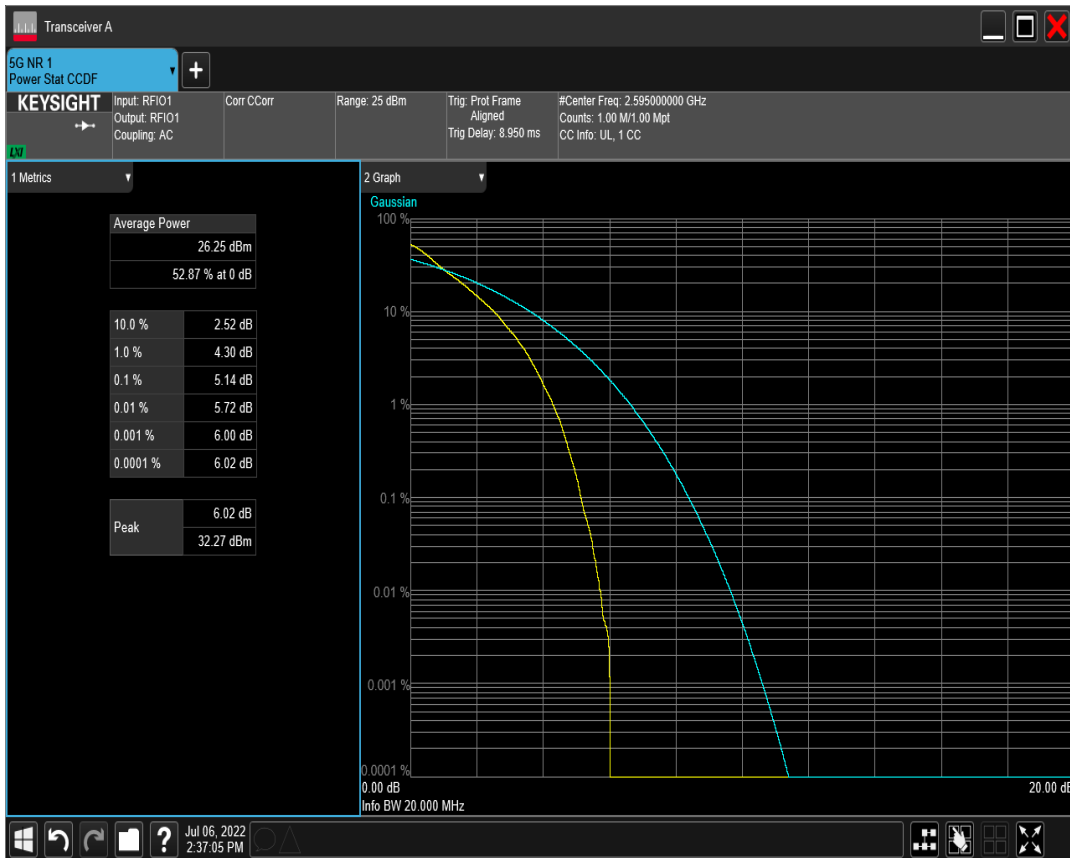 Transceiver A
5G NR 1
Power Stat CCDF
KEYSIGHT
LXI
Input: RFIO1
Output: RFIO1
Coupling: AC
Corr CCorr
Range: 25 dBm
Trig: Prot Frame
Aligned
Trig Delay: 8.950 ms
#Center Freq: 2.595000000 GHz
Counts: 1.00 M/1.00 Mpt
CC Info: UL, 1 CC
1 Metrics
Average Power
26.25 dBm
52.87 % at 0 dB
10.0 % 2.52 dB
1.0 % 4.30 dB
0.1 % 5.14 dB
0.01 % 5.72 dB
0.001 % 6.00 dB
0.0001 % 6.02 dB
Peak 6.02 dB
32.27 dBm
2 Graph
Gaussian
100 %
10 %
1 %
0.1 %
0.01 %
0.001 %
0.0001 %
0.00 dB 20.00 dB
Info BW 20.000 MHz
?
Jul 06, 2022
2:37:05 PM